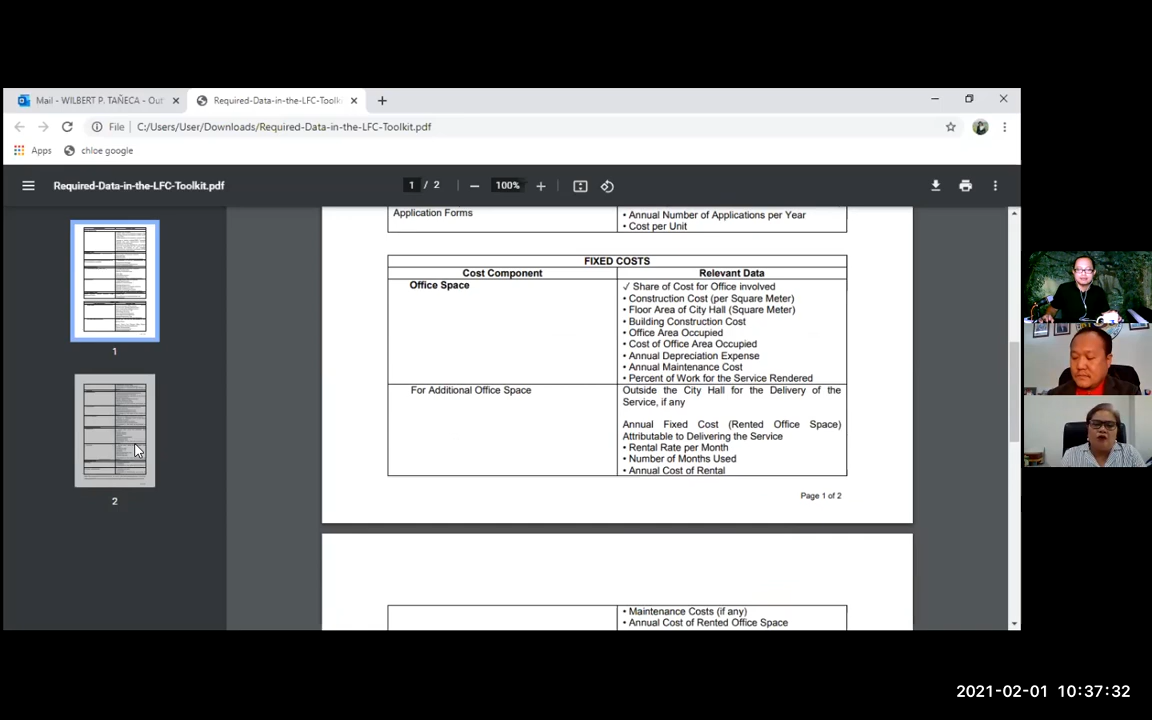 Mail - WILBERT P. TAÑECA - Out
Required-Data-in-the-LFC-Toolk
File
C:/Users/User/Downloads/Required-Data-in-the-LFC-Toolkit.pdf
Apps
chloe google
Required-Data-in-the-LFC-Toolkit.pdf
1 / 2
100%
Application Forms
• Annual Number of Applications per Year
• Cost per Unit
FIXED COSTS
Cost Component
Relevant Data
Office Space
✓ Share of Cost for Office involved
• Construction Cost (per Square Meter)
• Floor Area of City Hall (Square Meter)
• Building Construction Cost
• Office Area Occupied
• Cost of Office Area Occupied
• Annual Depreciation Expense
• Annual Maintenance Cost
• Percent of Work for the Service Rendered
For Additional Office Space
Outside the City Hall for the Delivery of the
Service, if any
Annual Fixed Cost (Rented Office Space)
Attributable to Delivering the Service
• Rental Rate per Month
• Number of Months Used
• Annual Cost of Rental
Page 1 of 2
• Maintenance Costs (if any)
• Annual Cost of Rented Office Space
1
2
2021-02-01 10:37:32